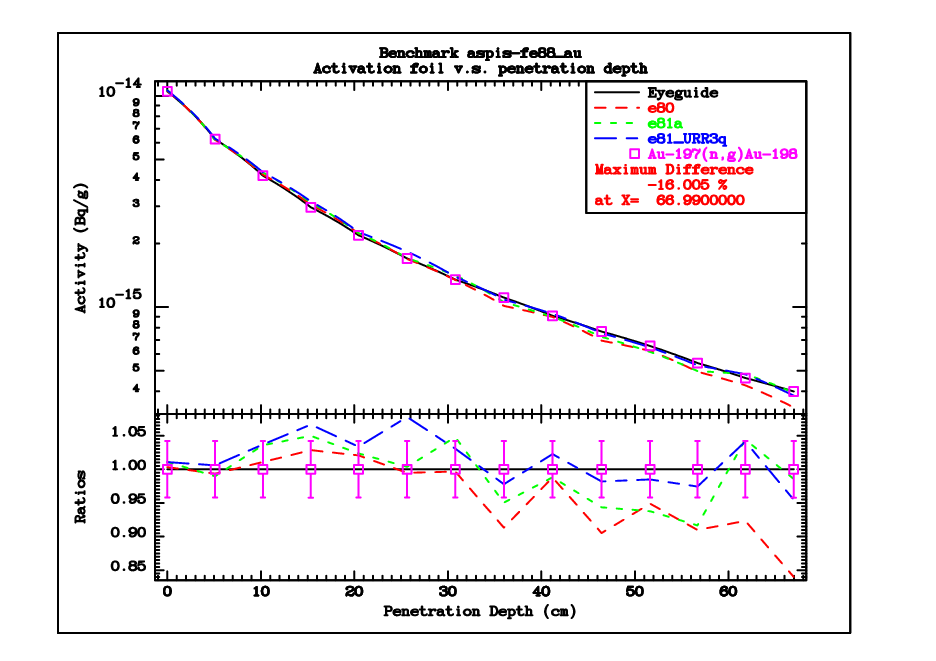 Benchmark aspis-fe88_au
Activation foil v.s. penetration depth
Eyeguide
e80
e81a
e81_URR3q
Au-197(n,g)Au-198
Maximum Difference
-16.005 %
at X= 66.9900000
Activity (Bq/g)
10-14
9
8
7
6
5
4
3
2
10-15
9
8
7
6
5
4
Ratios
1.05
1.00
0.95
0.90
0.85
0 10 20 30 40 50 60
Penetration Depth (cm)